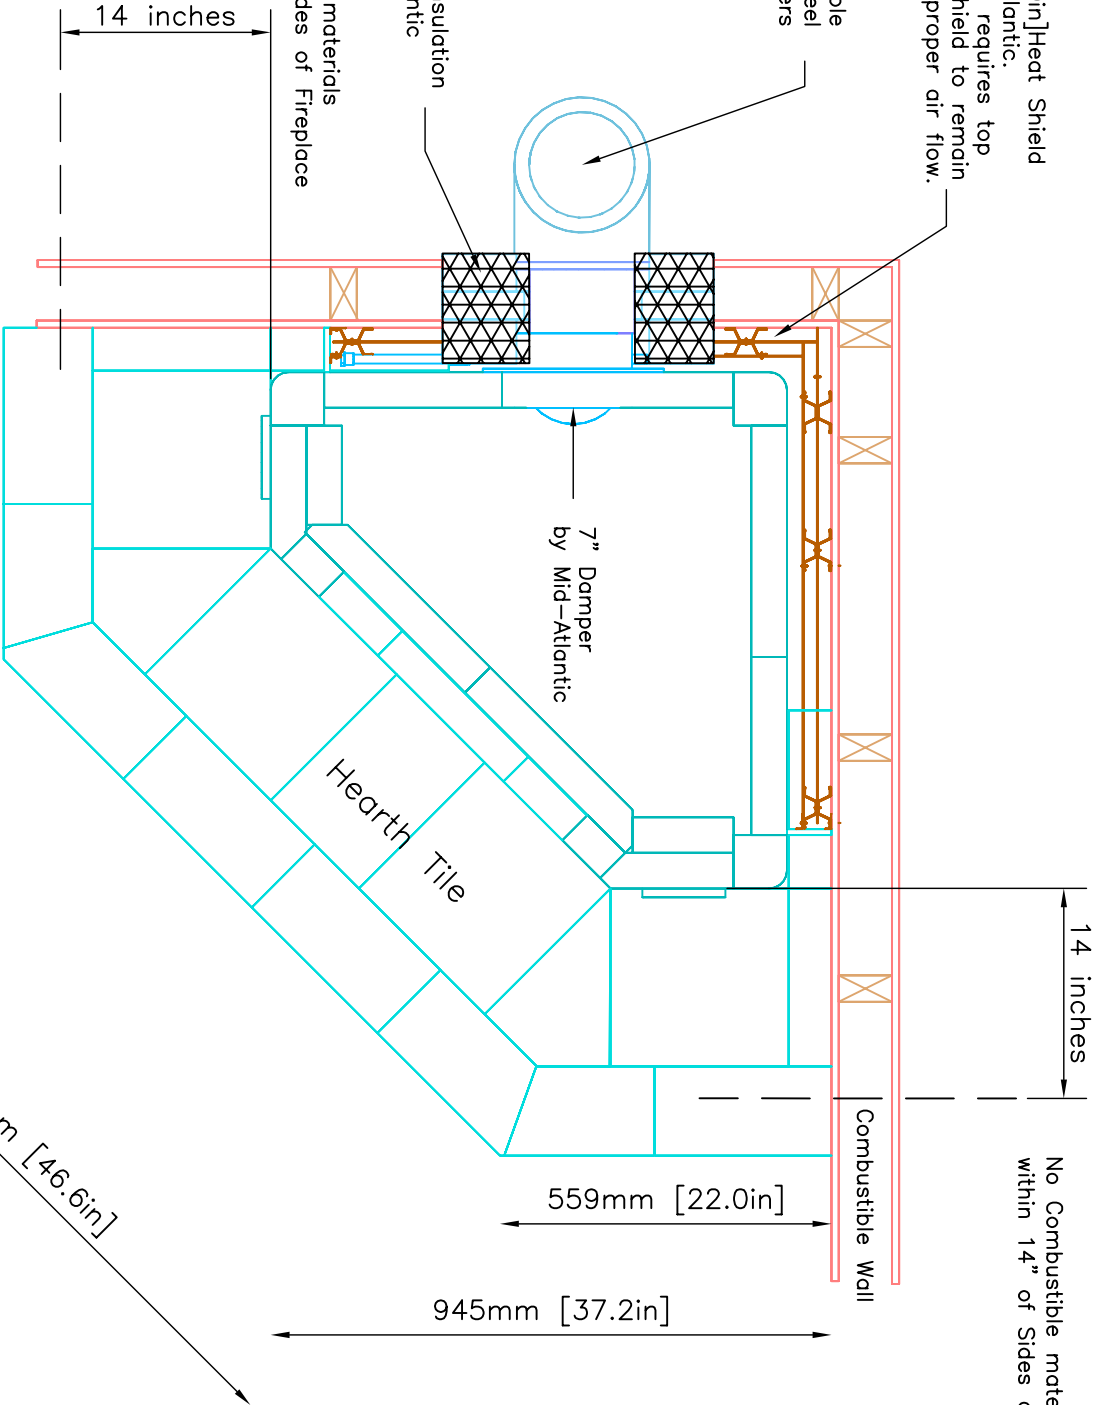 14 inches
in]Heat Shield
lantic.
requires top
hield to remain
proper air flow.
ble
eel
ers
sulation
ntic
materials
des of Fireplace
7" Damper
by Mid-Atlantic
Hearth Tile
14 inches
No Combustible mate
within 14" of Sides
Combustible Wall
559mm [22.0in]
945mm [37.2in]
m [46.6in]